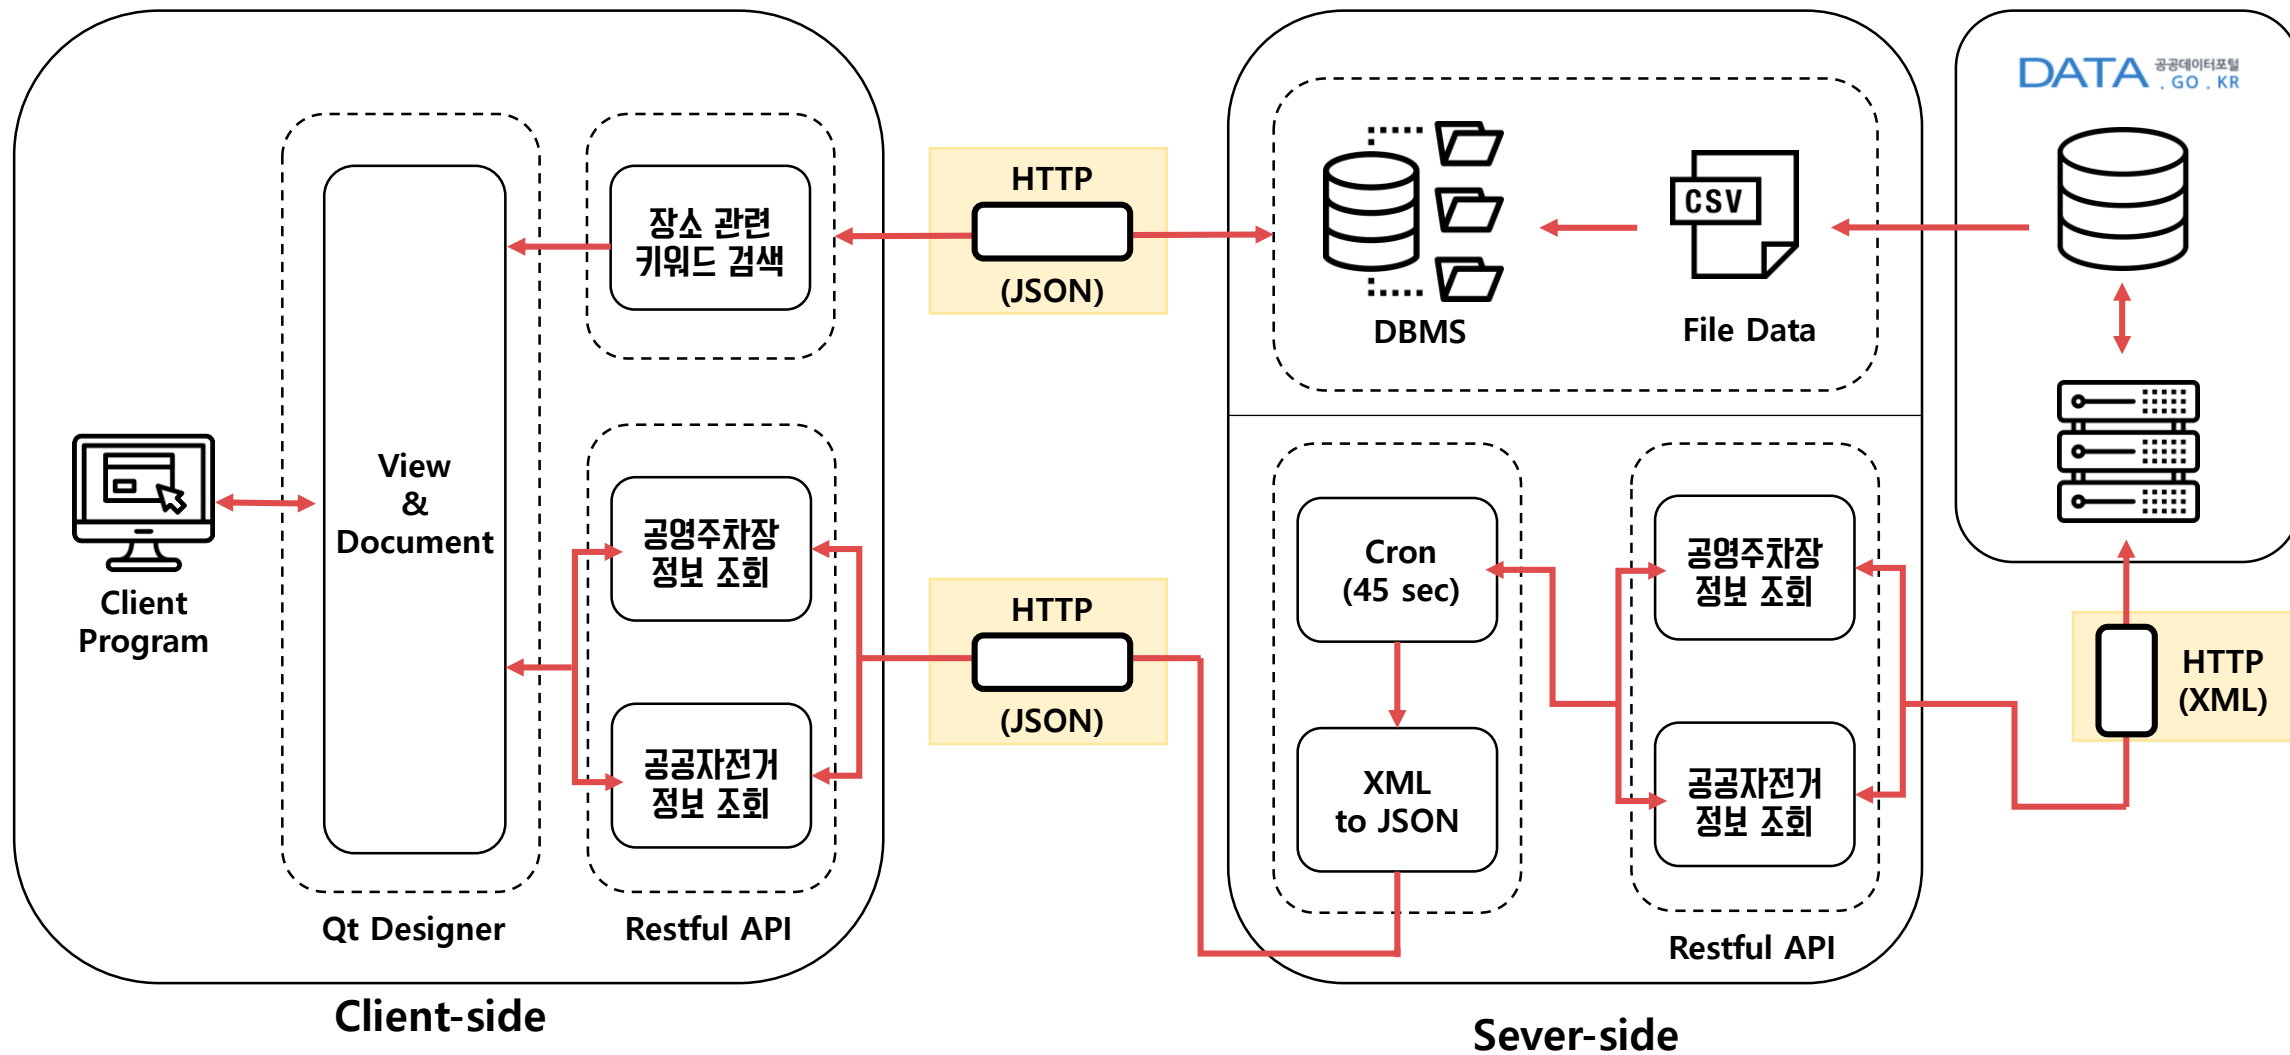 장소 관련
키워드 검색
View
&
Document
공영주차장
정보 조회
공공자전거
정보 조회
Client
Program
Qt Designer
Restful API
Client-side
HTTP
(JSON)
HTTP
(JSON)
DBMS
CSV
File Data
Cron
(45 sec)
XML
to JSON
공영주차장
정보 조회
공공자전거
정보 조회
Restful API
Sever-side
DATA 공공데이터포털
. GO . KR
HTTP
(XML)